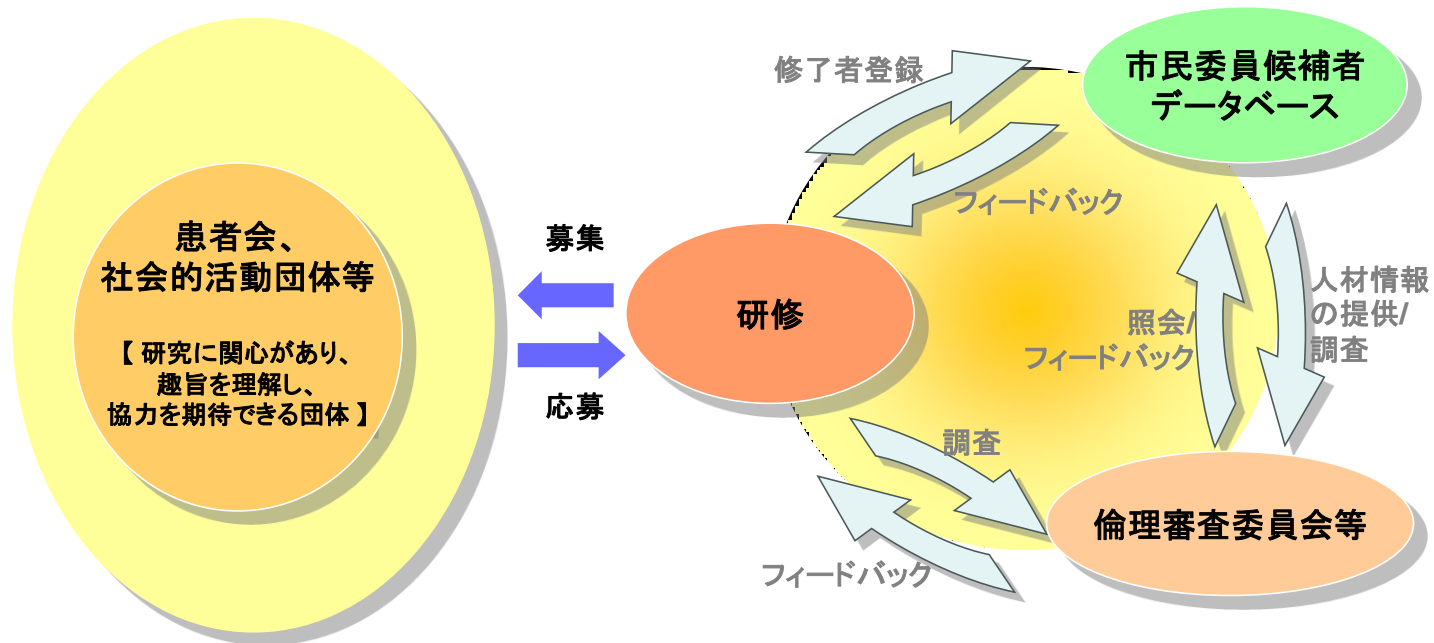 患者会、
社会的活動団体等
【 研究に関心があり、
趣旨を理解し、
協力を期待できる団体 】
募集
応募
研修
修了者登録
フィードバック
市民委員候補者
データベース
照会/
フィードバック
人材情報
の提供/
調査
調査
フィードバック
倫理審査委員会等